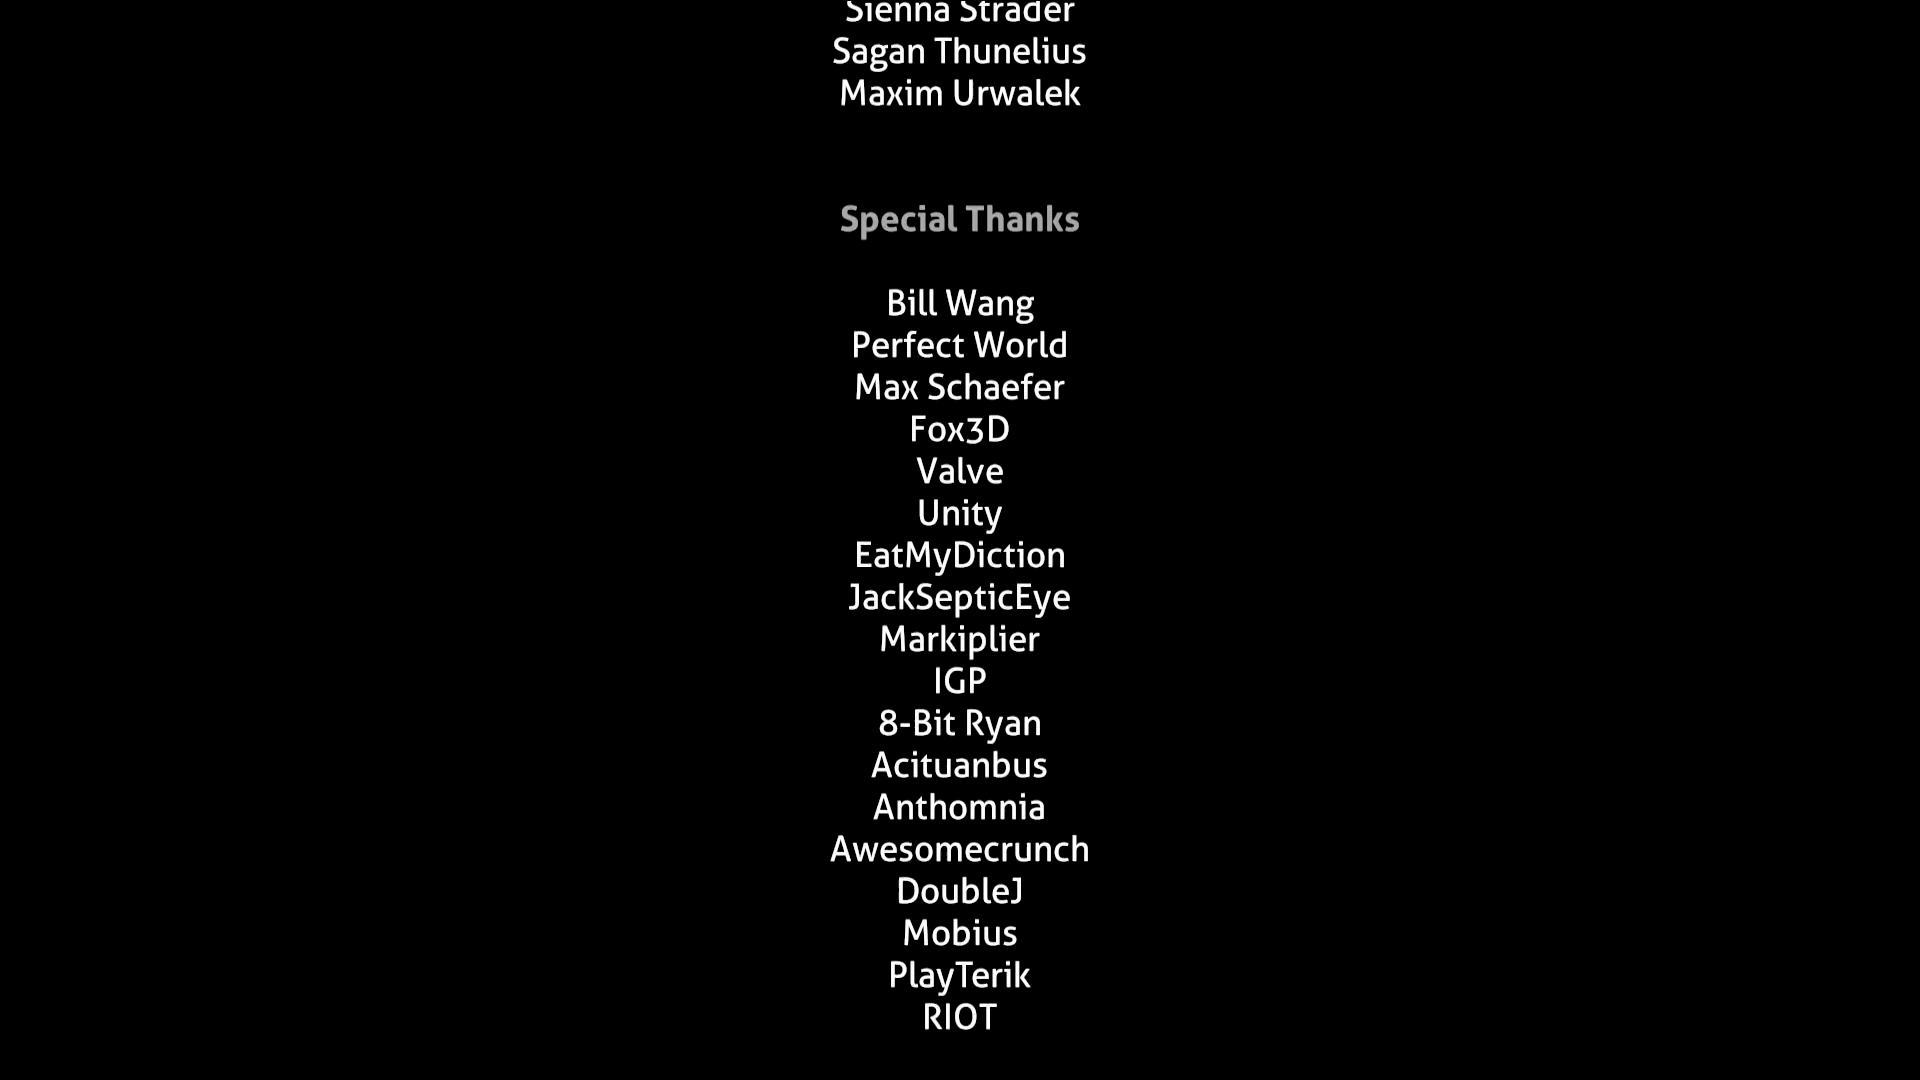 Sienna Strader
Sagan Thunelius
Maxim Urwalek
Special Thanks
Bill Wang
Perfect World
Max Schaefer
Fox3D
Valve
Unity
EatMyDiction
JackSepticEye
Markiplier
IGP
8-Bit Ryan
Acituanbus
Anthomnia
Awesomecrunch
DoubleJ
Mobius
PlayTerik
RIOT